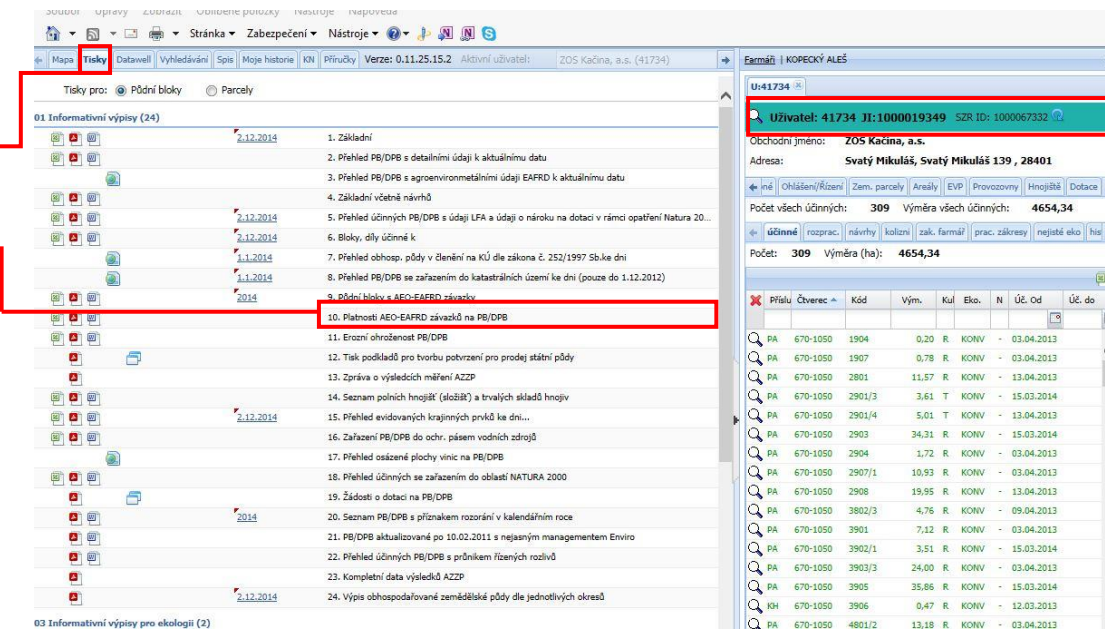 Soubor Úpravy Zobrazit Oblíbené položky Nástroje Nápověda
Stránka Zabezpečení Nástroje
Mapa Tisky Datawell Vyhledávání Spis Moje historie KN Příručky Verze: 0.11.25.15.2 Aktivní uživatel: ZOS Kačina, a.s. (41734)
Tisky pro: Půdní bloky Parcely
01 Informativní výpisy (24)
2.12.2014 1. Základní
2. Přehled PB/DPB s detailními údaji k aktuálnímu datu
3. Přehled PB/DPB s agroenvironmetálními údaji EAFRD k aktuálnímu datu
4. Základní včetně návrhů
2.12.2014 5. Přehled účinných PB/DPB s údaji LFA a údaji o nároku na dotaci v rámci opatření Natura 20...
2.12.2014 6. Bloky, díly účinné k
1.1.2014 7. Přehled obhosp. půdy v členění na KÚ dle zákona č. 252/1997 Sb.ke dni
1.1.2014 8. Přehled PB/DPB se zařazením do katastrálních území ke dni (pouze do 1.12.2012)
2014 9. Půdní bloky s AEO-EAFRD závazky
10. Platnosti AEO-EAFRD závazků na PB/DPB
11. Erozní ohroženost PB/DPB
12. Tisk podkladů pro tvorbu potvrzení pro prodej státní půdy
13. Zpráva o výsledcích měření AZZP
14. Seznam polních hnojišť (složišť) a trvalých skladů hnojiv
2.12.2014 15. Přehled evidovaných krajinných prvků ke dni...
16. Zařazení PB/DPB do ochr. pásem vodních zdrojů
17. Přehled osázené plochy vinic na PB/DPB
18. Přehled účinných se zařazením do oblastí NATURA 2000
19. Žádosti o dotaci na PB/DPB
2014 20. Seznam PB/DPB s příznakem rozorání v kalendářním roce
21. PB/DPB aktualizované po 10.02.2011 s nejasným managementem Enviro
22. Přehled účinných PB/DPB s průnikem řízených rozlivů
23. Kompletní data výsledků AZZP
2.12.2014 24. Výpis obhospodařované zemědělské půdy dle jednotlivých okresů
03 Informativní výpisy pro ekologii (2)
Farmáři | KOPECKÝ ALEŠ
U:41734
Uživatel: 41734 JI:1000019349 SZR ID: 1000067332
Obchodní jméno: ZOS Kačina, a.s.
Adresa: Svatý Mikuláš, Svatý Mikuláš 139 , 28401
né Ohlášení/Řízení Zem. parcely Areály EVP Provozovny Hnojiště Dotace
Počet všech účinných: 309 Výměra všech účinných: 4654,34
účinné rozprac. návrhy kolizní zak. farmář prac. zákresy nejisté eko his
Počet: 309 Výměra (ha): 4654,34
Příslu Čtverec Kód Vým. Kul Eko. N Úč. Od Úč. do
PA 670-1050 1904 0,20 R KONV - 03.04.2013
PA 670-1050 1907 0,78 R KONV - 03.04.2013
PA 670-1050 2801 11,57 R KONV - 13.04.2013
PA 670-1050 2901/3 3,61 T KONV - 15.03.2014
PA 670-1050 2901/4 5,01 T KONV - 13.04.2013
PA 670-1050 2903 34,31 R KONV - 15.03.2014
PA 670-1050 2904 1,72 R KONV - 03.04.2013
PA 670-1050 2907/1 10,93 R KONV - 03.04.2013
PA 670-1050 2908 19,95 R KONV - 13.04.2013
PA 670-1050 3802/3 4,76 R KONV - 09.04.2013
PA 670-1050 3901 7,12 R KONV - 03.04.2013
PA 670-1050 3902/1 3,51 R KONV - 15.03.2014
PA 670-1050 3903/3 24,00 R KONV - 03.04.2013
PA 670-1050 3905 35,86 R KONV - 15.03.2014
KH 670-1050 3906 0,47 R KONV - 12.03.2013
PA 670-1050 4801/2 13,18 R KONV - 03.04.2013